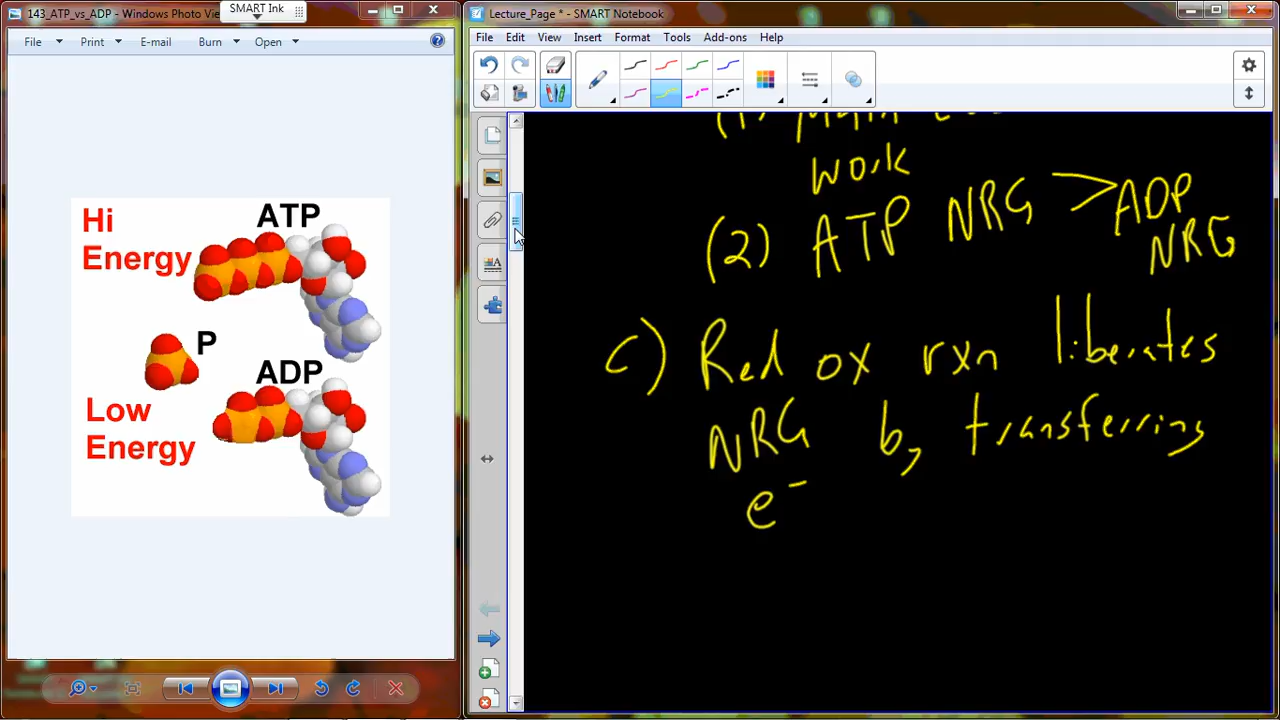 143_ATP_vs_ADP - Windows Photo Vie
SMART Ink
File Print E-mail Burn Open
Hi Energy
ATP
P
ADP
Low Energy
Lecture_Page * - SMART Notebook
File Edit View Insert Format Tools Add-ons Help
(1)
work
(2) ATP NRG > ADP
NRG
c) Red ox rxn liberates
NRG by transferring
e⁻